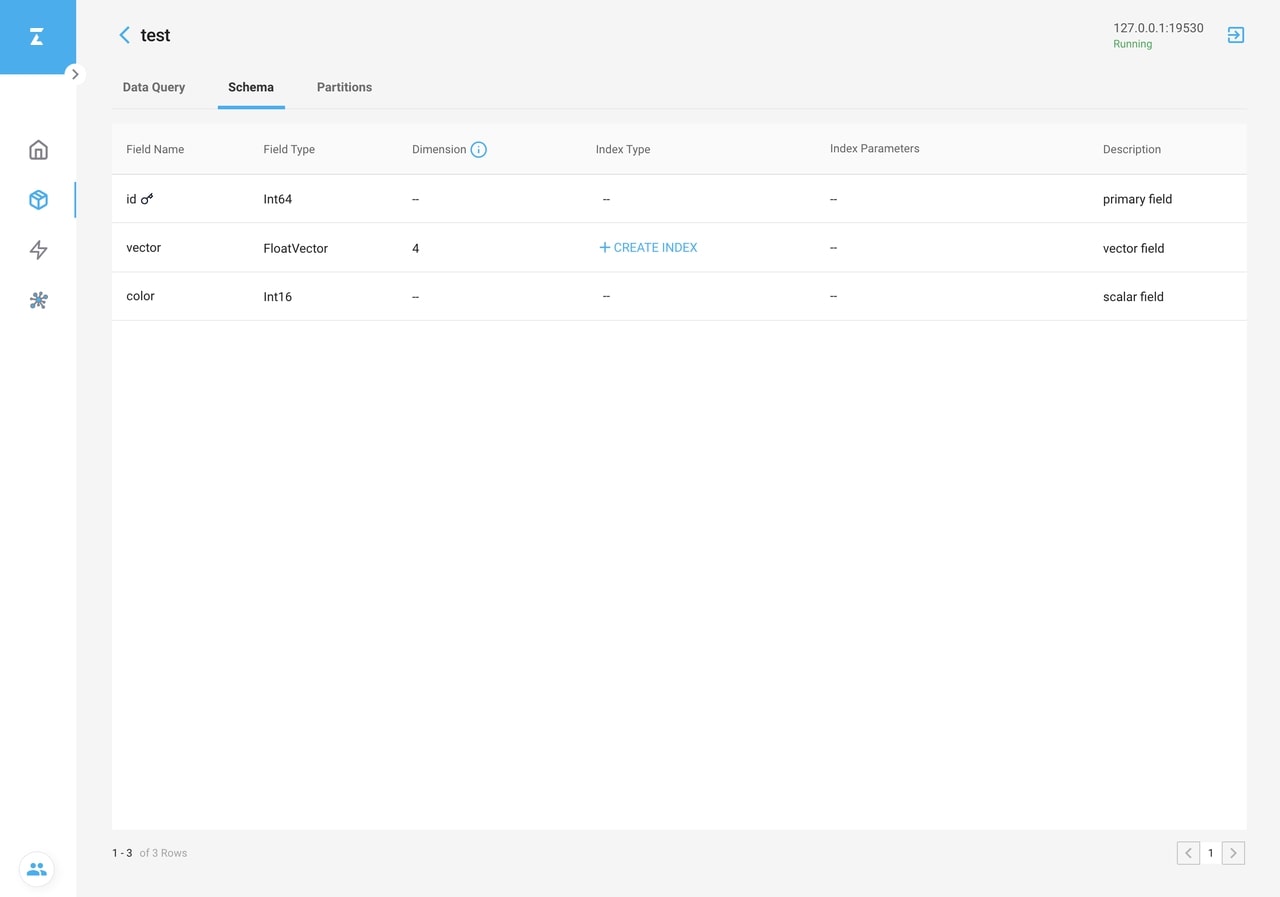 test
127.0.0.1:19530
Running
Data Query Schema Partitions
Field Name Field Type Dimension Index Type Index Parameters Description
id Int64 -- -- -- primary field
vector FloatVector 4 + CREATE INDEX -- vector field
color Int16 -- -- -- scalar field
1 - 3 of 3 Rows
1